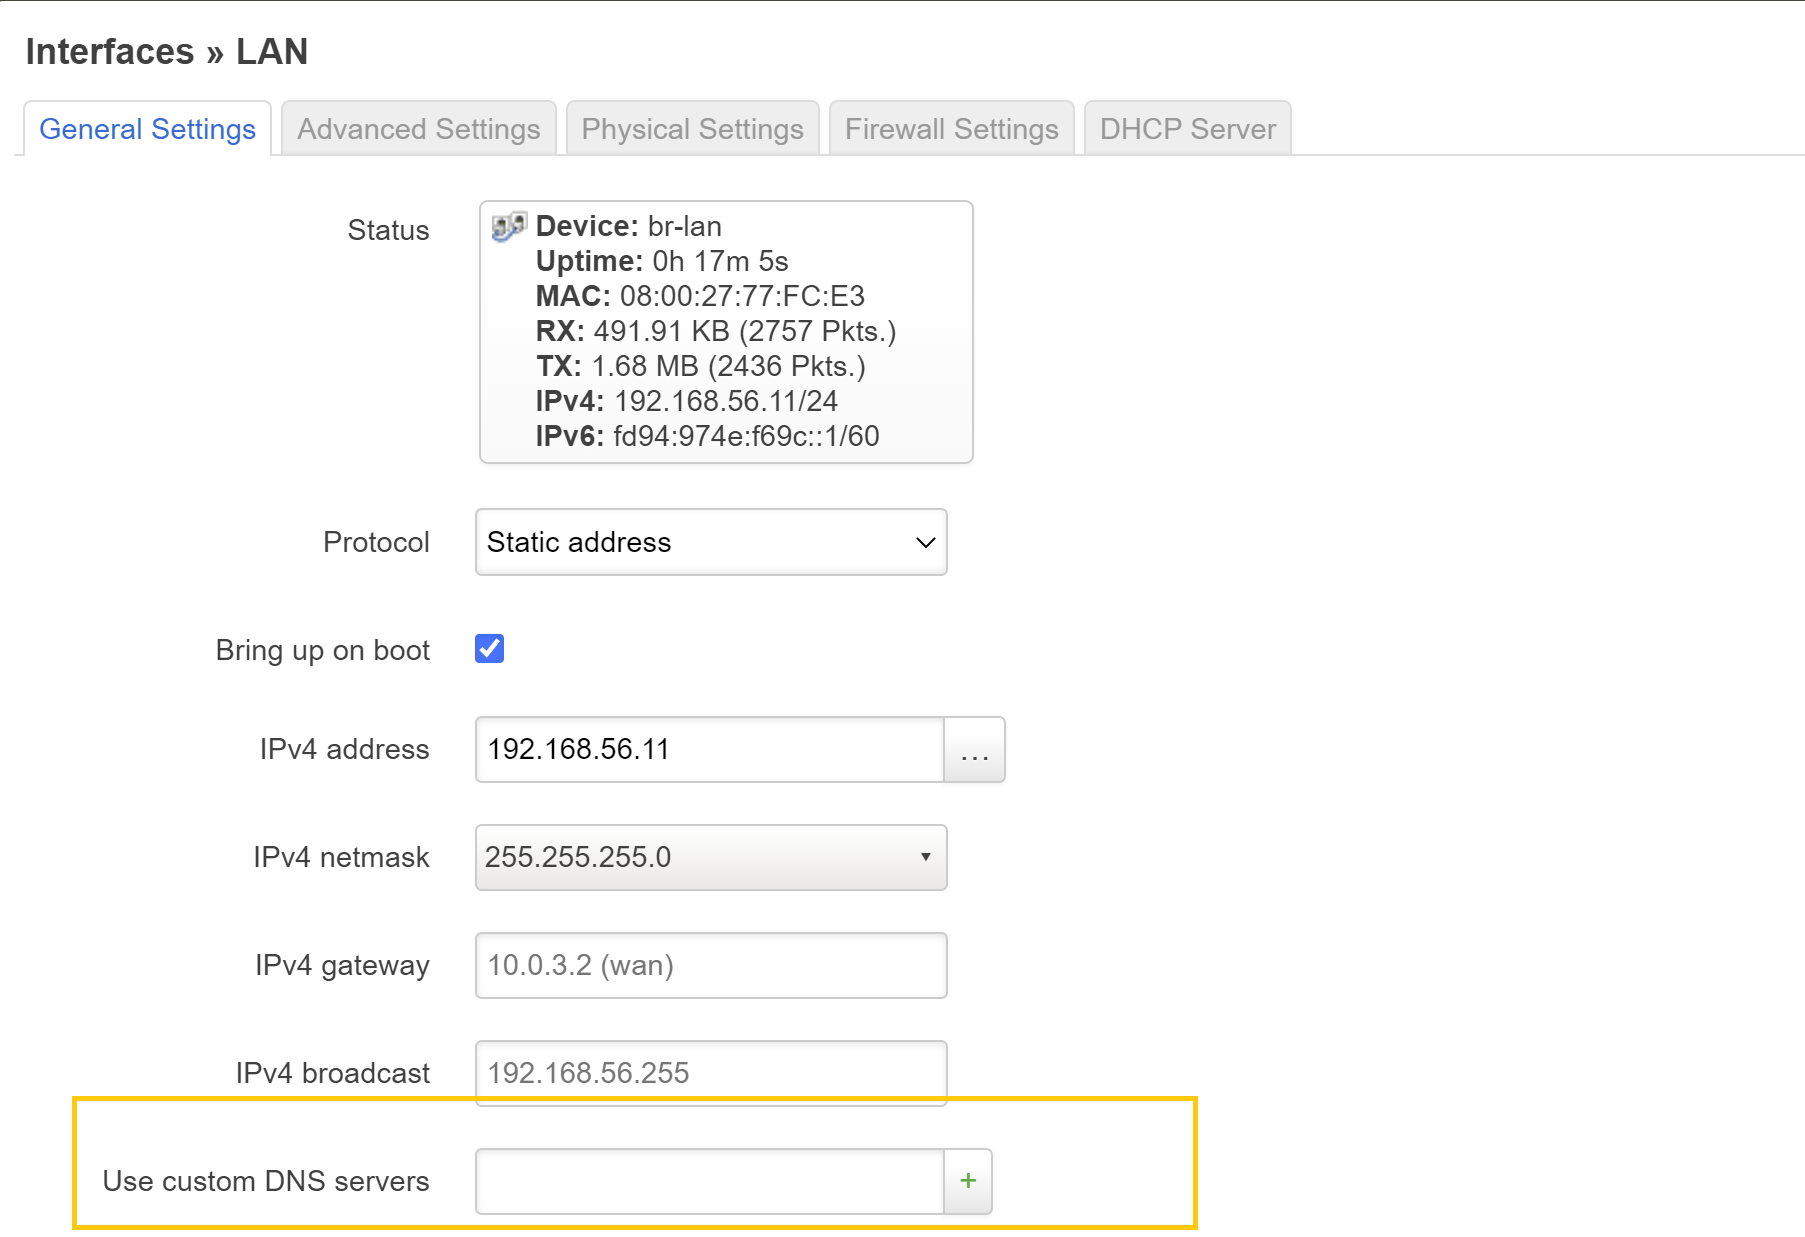 Interfaces » LAN
General Settings Advanced Settings Physical Settings Firewall Settings DHCP Server
Status
Device: br-lan
Uptime: 0h 17m 5s
MAC: 08:00:27:77:FC:E3
RX: 491.91 KB (2757 Pkts.)
TX: 1.68 MB (2436 Pkts.)
IPv4: 192.168.56.11/24
IPv6: fd94:974e:f69c::1/60
Protocol Static address
Bring up on boot
IPv4 address 192.168.56.11 ...
IPv4 netmask 255.255.255.0
IPv4 gateway 10.0.3.2 (wan)
IPv4 broadcast 192.168.56.255
Use custom DNS servers +